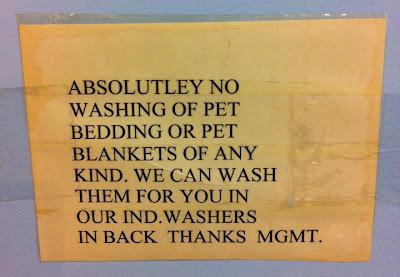 ABSOLUTLEY NO
WASHING OF PET
BEDDING OR PET
BLANKETS OF ANY
KIND. WE CAN WASH
THEM FOR YOU IN
OUR IND.WASHERS
IN BACK THANKS MGMT.